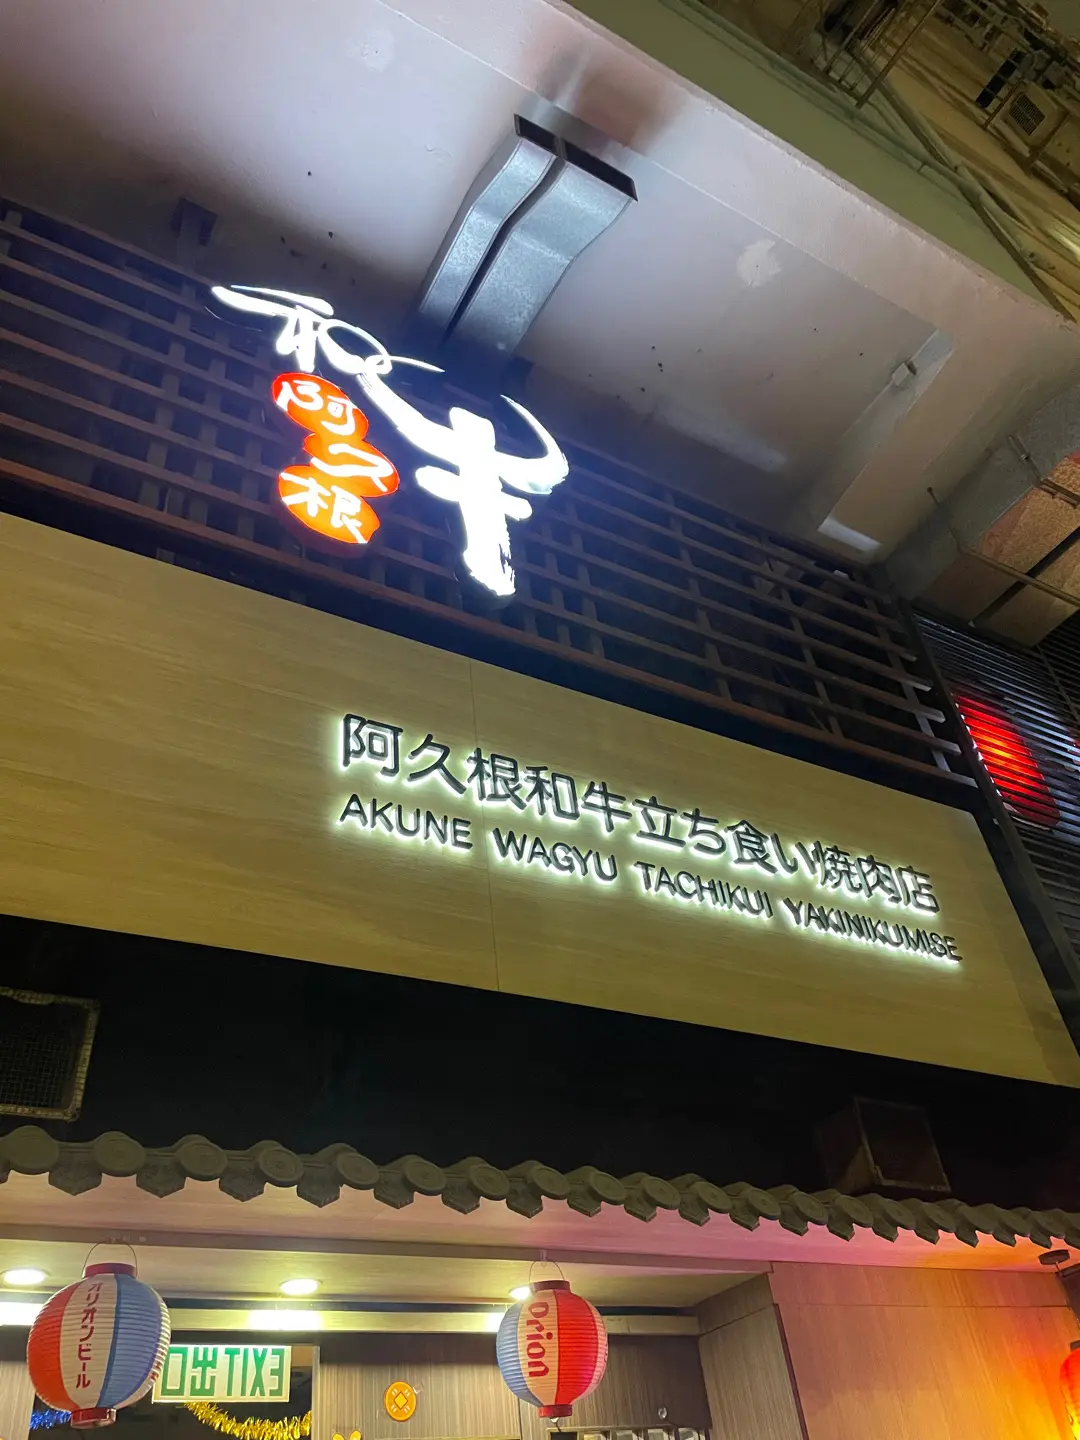 和牛
阿久根
阿久根和牛立ち食い焼肉店
AKUNE WAGYU TACHIKUI YAKINIKUMISE
オリオンビール
EXIT 出口
Orion